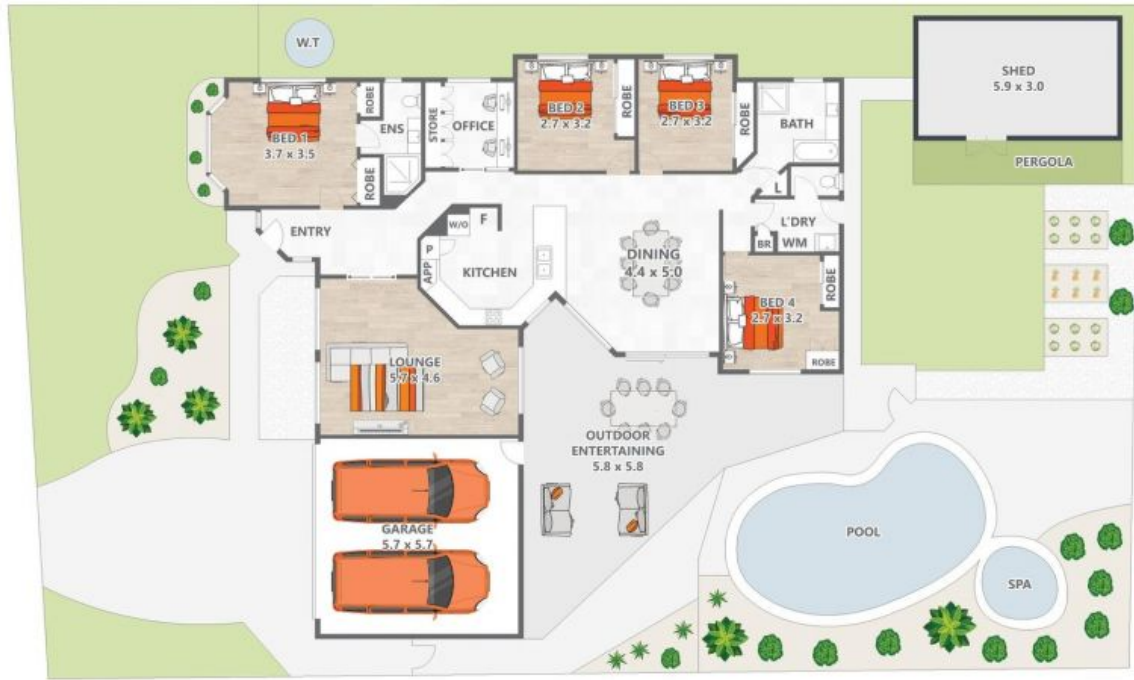 W.T
SHED
5.9 x 3.0
PERGOLA
BED 1
3.7 x 3.5
ROBE
ROBE
ENS
STORE
OFFICE
BED 2
2.7 x 3.2
ROBE
BED 3
2.7 x 3.2
ROBE
BATH
L
L'DRY
WM
BR
ENTRY
W/O
F
P
APP
KITCHEN
DINING
4.4 x 5.0
BED 4
2.7 x 3.2
ROBE
ROBE
LOUNGE
5.7 x 4.6
OUTDOOR
ENTERTAINING
5.8 x 5.8
GARAGE
5.7 x 5.7
POOL
SPA